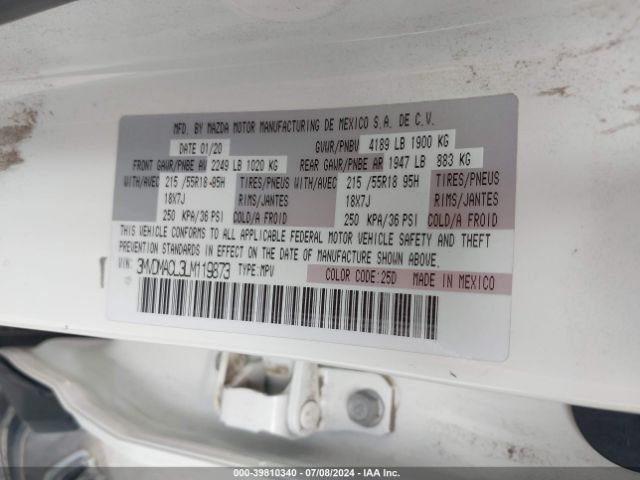 MFD. BY MAZDA MOTOR MANUFACTURING DE MEXICO S.A. DE C.V.
DATE 01/20 GVWR/PNBV 4189 LB 1900 KG
FRONT GAWR/PNBE AV 2249 LB 1020 KG REAR GAWR/PNBE AR 1947 LB 883 KG
WITH/AVEC 215 /55R18 95H TIRES/PNEUS WITH/AVEC 215 /55R18 95H TIRES/PNEUS
18X7J RIMS/JANTES 18X7J RIMS/JANTES
250 KPA/36 PSI COLD/A FROID 250 KPA/36 PSI COLD/A FROID
THIS VEHICLE CONFORMS TO ALL APPLICABLE FEDERAL MOTOR VEHICLE SAFETY AND THEFT
PREVENTION STANDARDS IN EFFECT ON THE DATE OF MANUFACTURE SHOWN ABOVE.
VIN: 3MVDMACL3LM119873 TYPE:MPV COLOR CODE:25D MADE IN MEXICO
000-39810340 - 07/08/2024 - IAA Inc.